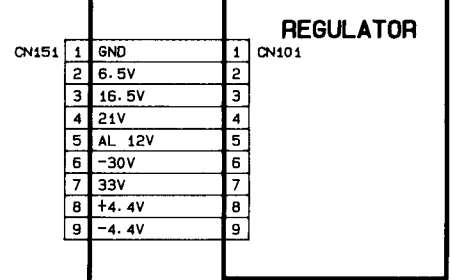 REGULATOR
CN151 1 GND 1 CN101
2 6.5V 2
3 16.5V 3
4 21V 4
5 AL 12V 5
6 -30V 6
7 33V 7
8 +4.4V 8
9 -4.4V 9